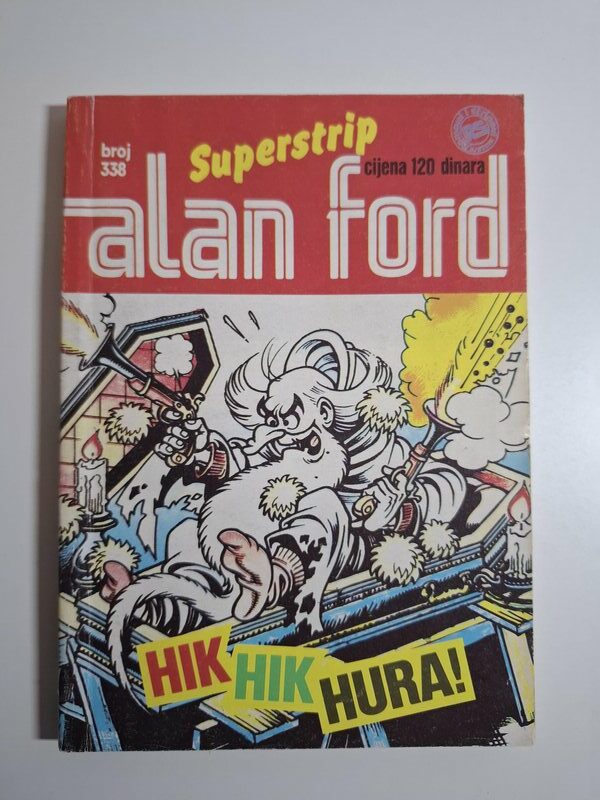 broj
338
Superstrip
cijena 120 dinara
alan ford
HIK
HIK
HURA!